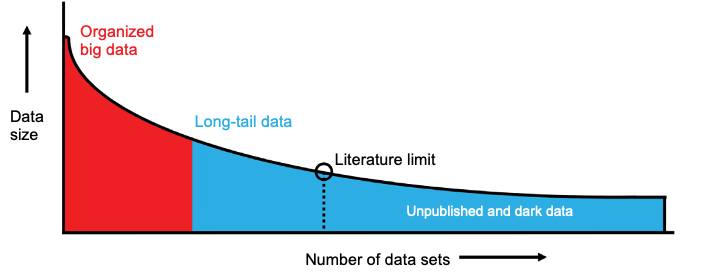 Organized
big data
Data
size
Long-tail data
Literature limit
Unpublished and dark data
Number of data sets